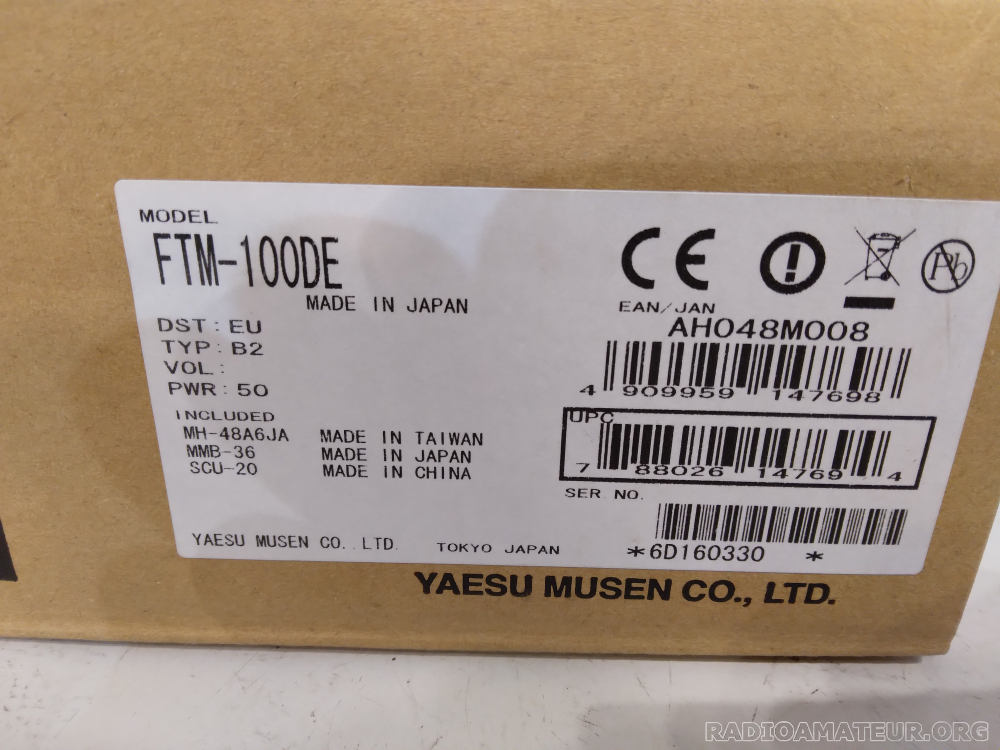 MODEL
FTM-100DE
MADE IN JAPAN
DST : EU
TYP : B2
VOL :
PWR : 50
INCLUDED
MH-48A6JA MADE IN TAIWAN
MMB-36 MADE IN JAPAN
SCU-20 MADE IN CHINA
YAESU MUSEN CO., LTD. TOKYO JAPAN
CE
Pb
EAN/JAN
AH048M008
4 909959 147698
UPC
7 88026 14769 4
SER NO.
*6D160330 *
YAESU MUSEN CO., LTD.
RADIOAMATEUR.ORG